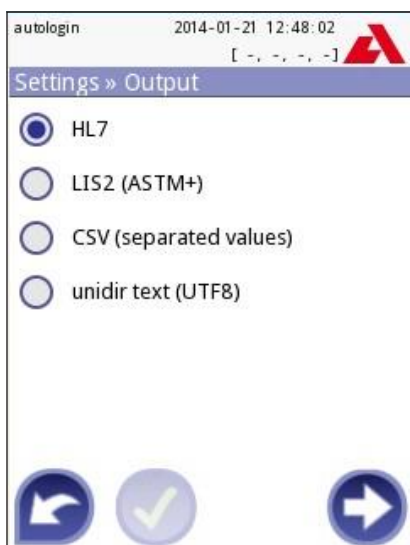 autologin 2014-01-21 12:48:02
[ -, -, -, -]
Settings » Output
HL7
LIS2 (ASTM+)
CSV (separated values)
unidir text (UTF8)